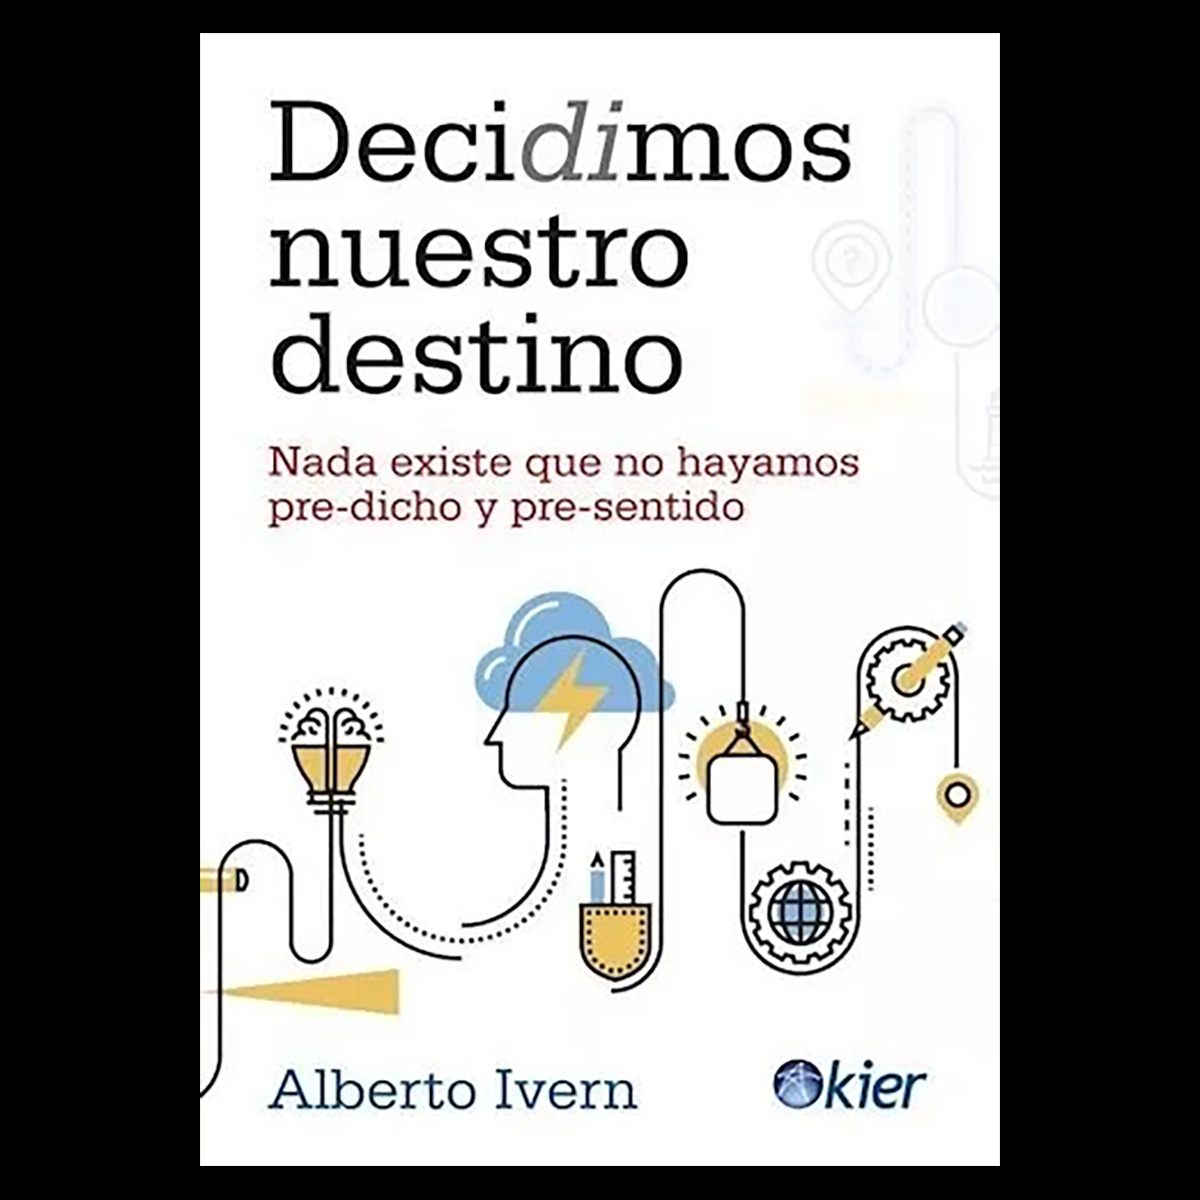 Decidimos
nuestro
destino
Nada existe que no hayamos
pre-dicho y pre-sentido
?
Alberto Ivern
kier